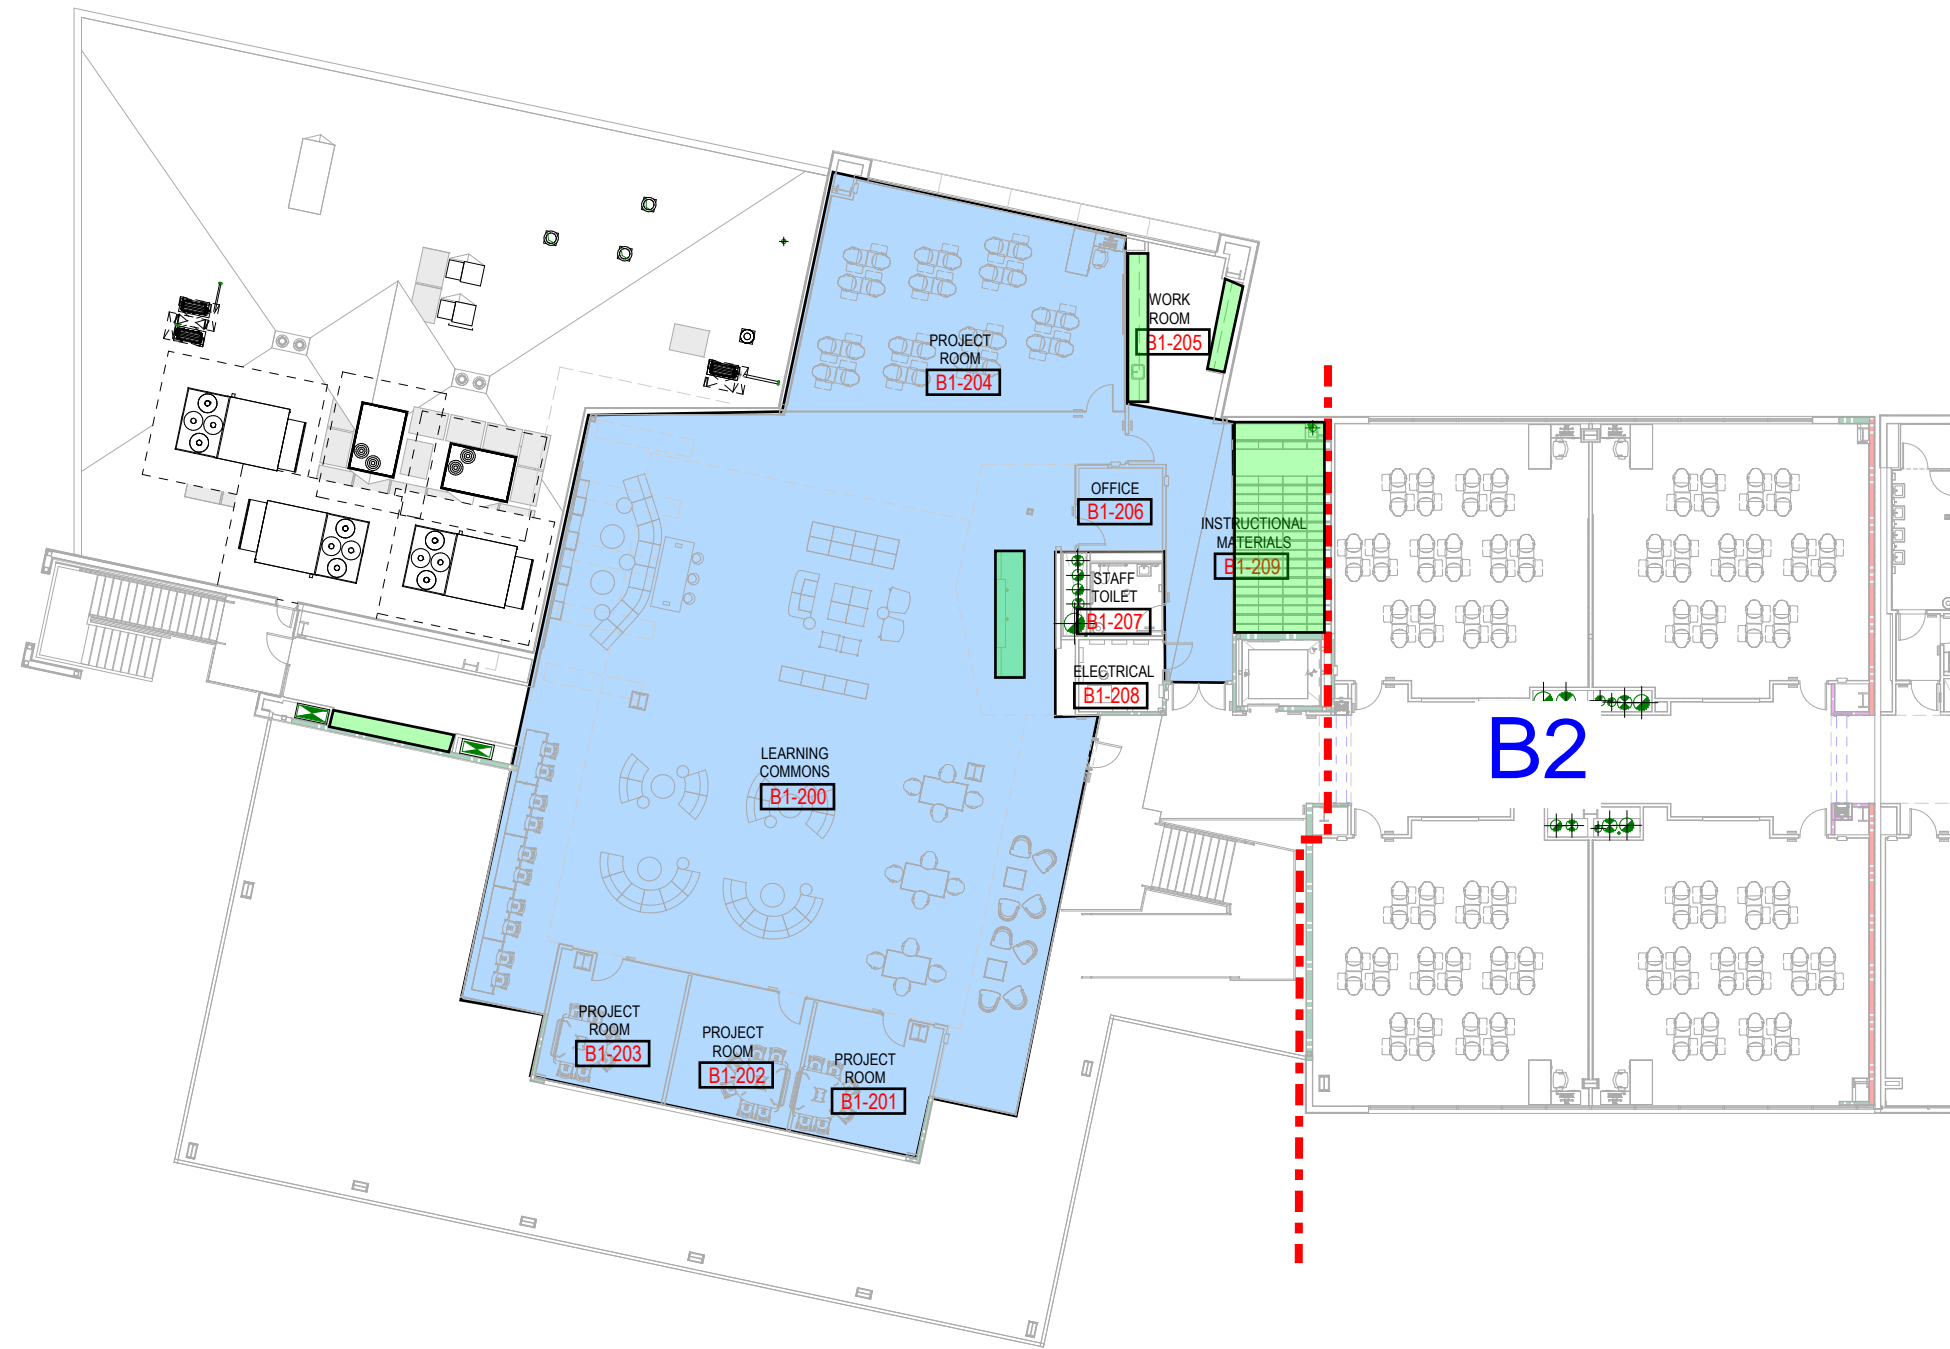 PROJECT
ROOM
B1-204
WORK
ROOM
B1-205
OFFICE
B1-206
INSTRUCTIONAL
MATERIALS
B1-209
STAFF
TOILET
B1-207
ELECTRICAL
B1-208
B2
LEARNING
COMMONS
B1-200
PROJECT
ROOM
B1-203
PROJECT
ROOM
B1-202
PROJECT
ROOM
B1-201